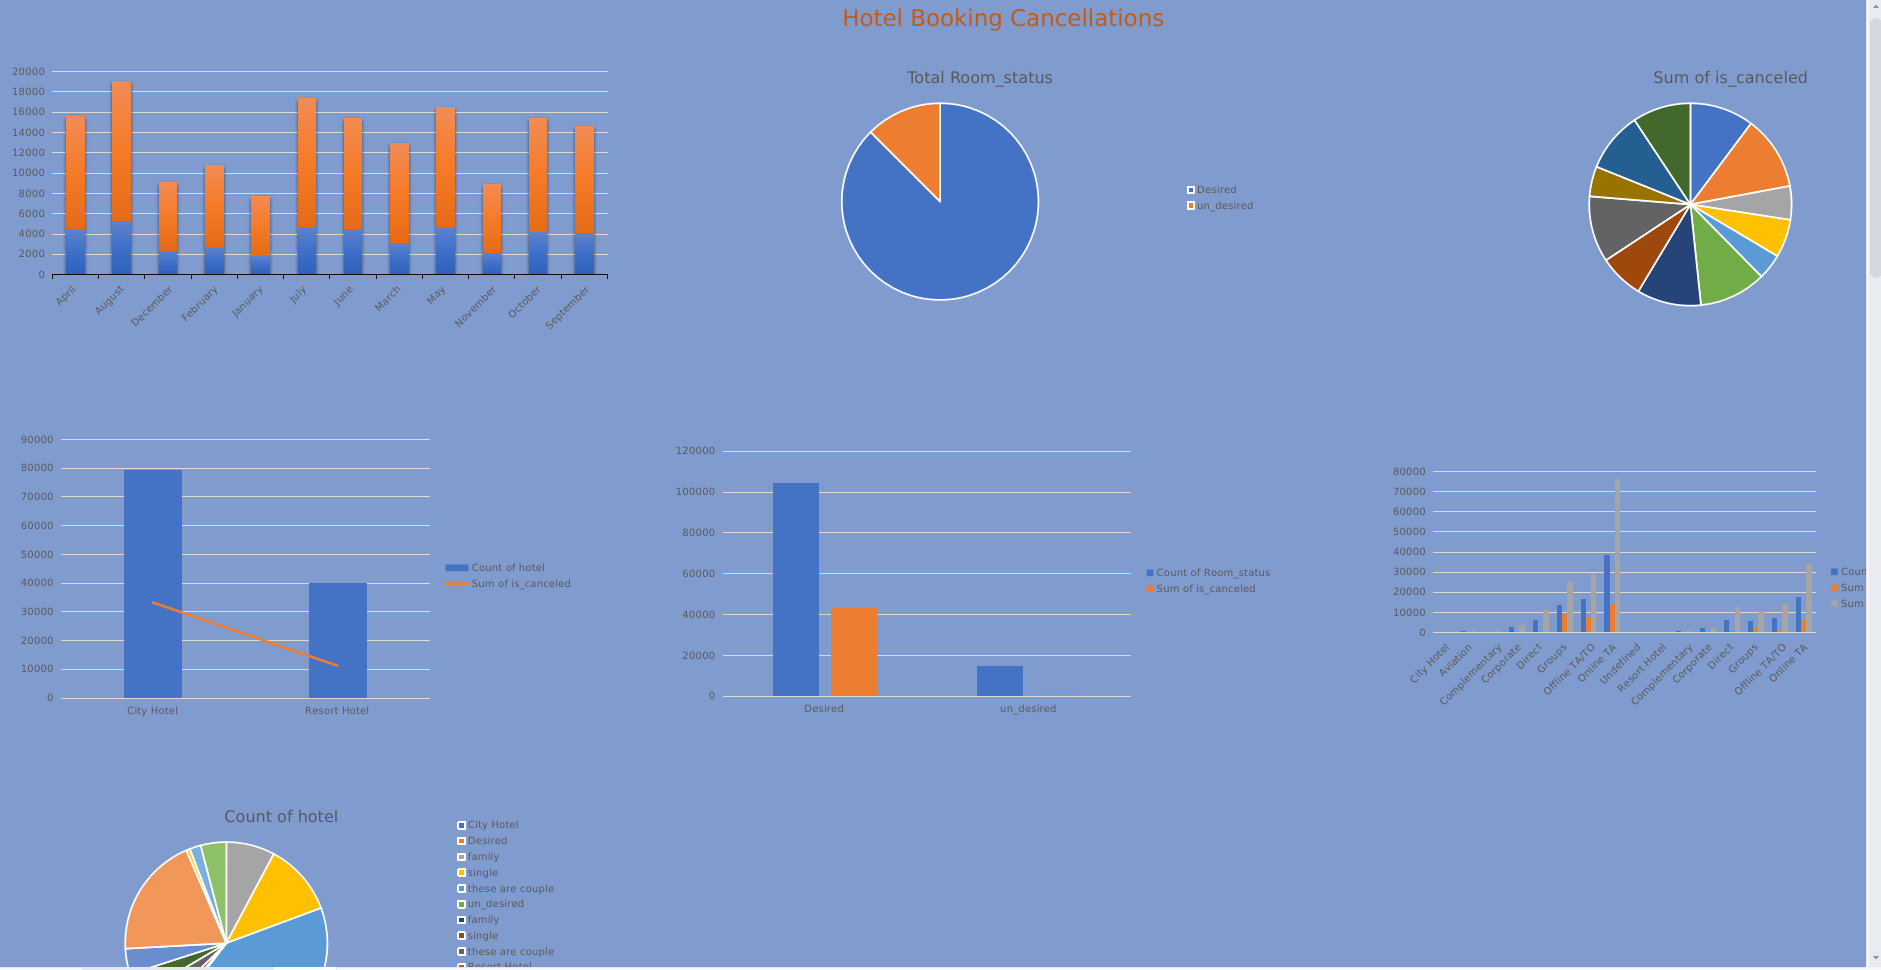 Hotel Booking Cancellations
20000
18000
16000
14000
12000
10000
8000
6000
4000
2000
0
April
August
December
February
January
July
June
March
May
November
October
September
Total Room_status
Desired
un_desired
Sum of is_canceled
90000
80000
70000
60000
50000
40000
30000
20000
10000
0
City Hotel
Resort Hotel
Count of hotel
Sum of is_canceled
120000
100000
80000
60000
40000
20000
0
Desired
un_desired
Count of Room_status
Sum of is_canceled
80000
70000
60000
50000
40000
30000
20000
10000
0
City Hotel
Aviation
Complementary
Corporate
Direct
Groups
Offline TA/TO
Online TA
Undefined
Resort Hotel
Complementary
Corporate
Direct
Groups
Offline TA/TO
Online TA
Coun
Sum
Sum
Count of hotel
City Hotel
Desired
family
single
these are couple
un_desired
family
single
these are couple
Resort Hotel